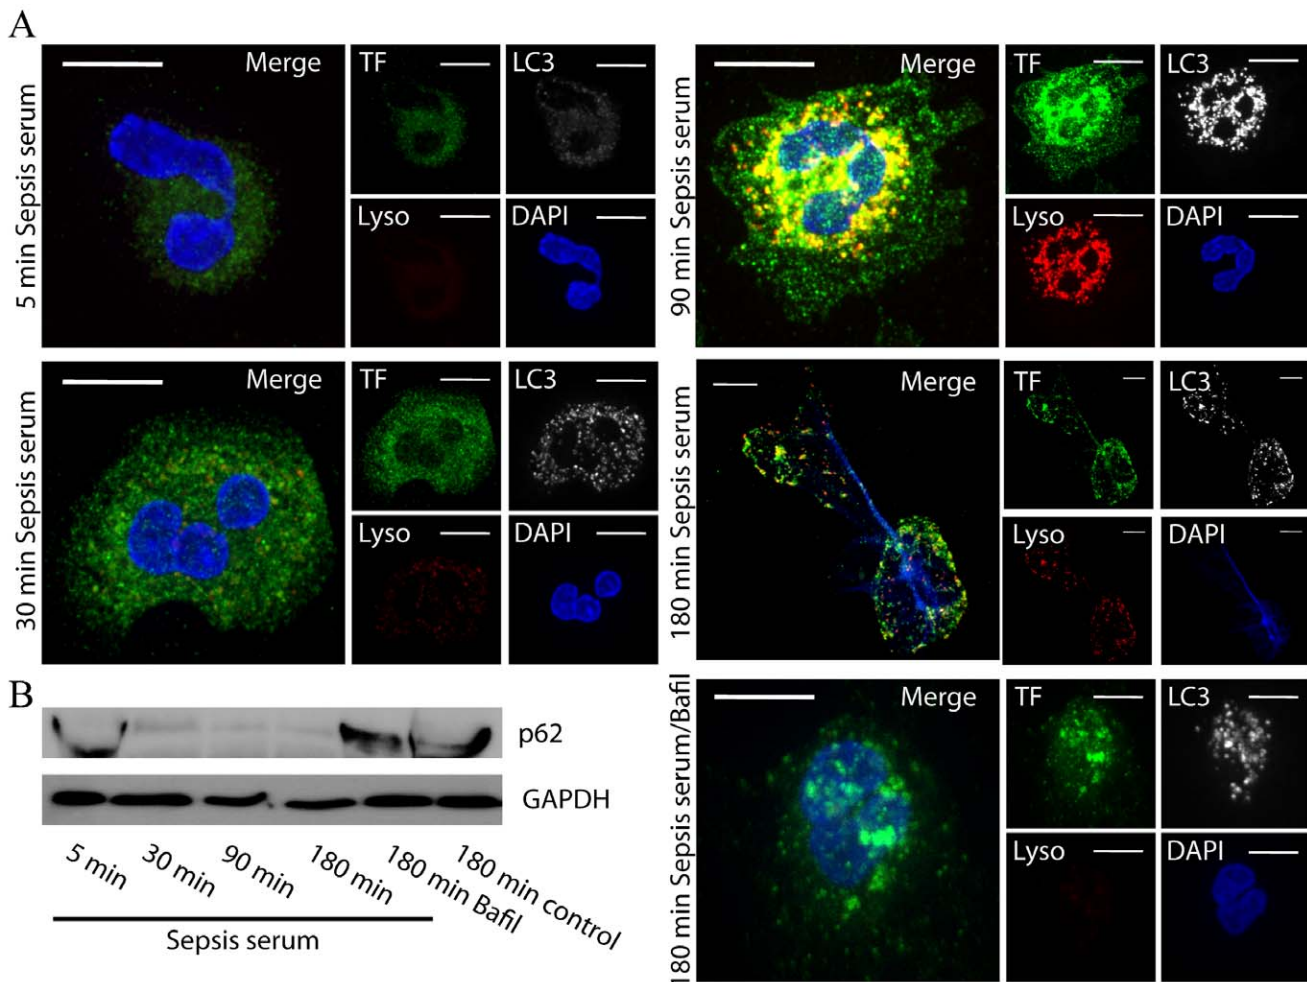 A
5 min Sepsis serum
Merge
TF
LC3
Lyso
DAPI
90 min Sepsis serum
Merge
TF
LC3
Lyso
DAPI
30 min Sepsis serum
Merge
TF
LC3
Lyso
DAPI
180 min Sepsis serum
Merge
TF
LC3
Lyso
DAPI
B
p62
GAPDH
5 min
30 min
90 min
180 min
180 min Bafil
180 min control
Sepsis serum
180 min Sepsis serum/Bafil
Merge
TF
LC3
Lyso
DAPI